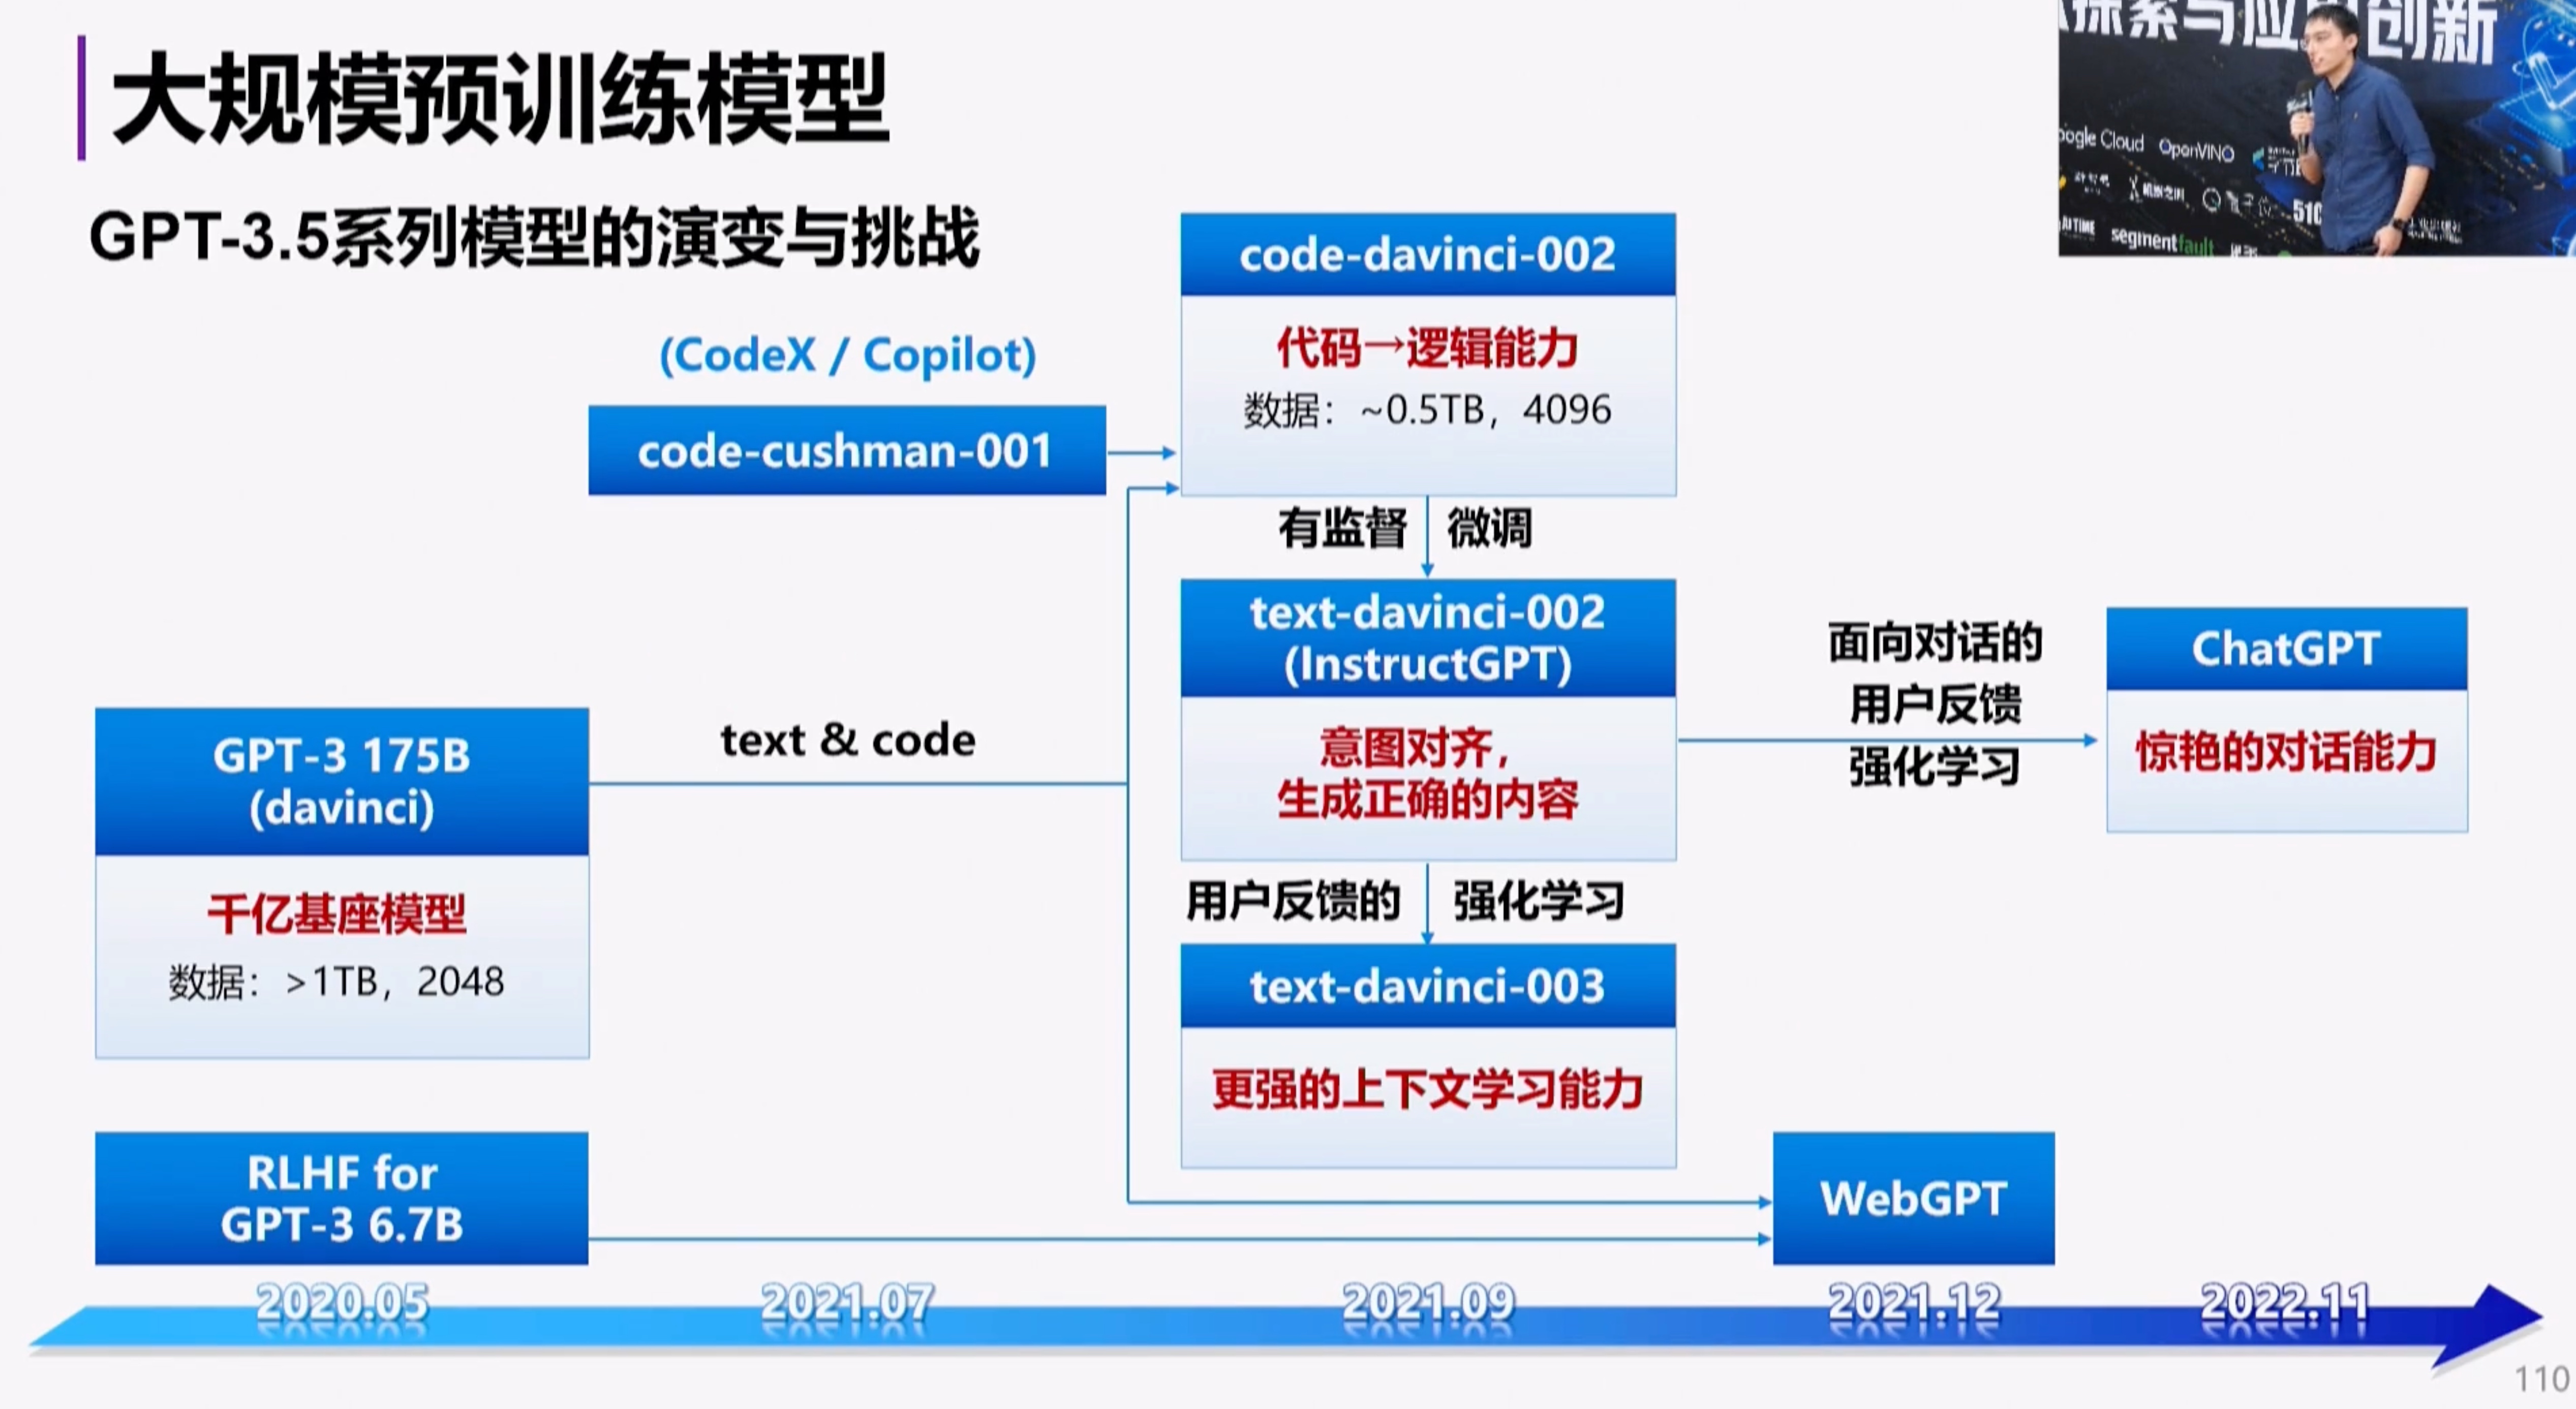 大规模预训练模型
GPT-3.5系列模型的演变与挑战
探索与应用创新
oogle Cloud
OpenVINO
AI TIME
segmentfault
510
(CodeX / Copilot)
code-cushman-001
code-davinci-002
代码→逻辑能力
数据：~0.5TB，4096
有监督 微调
text-davinci-002
(InstructGPT)
意图对齐，
生成正确的内容
面向对话的
用户反馈
强化学习
ChatGPT
惊艳的对话能力
GPT-3 175B
(davinci)
千亿基座模型
数据：>1TB，2048
text & code
用户反馈的 强化学习
text-davinci-003
更强的上下文学习能力
RLHF for
GPT-3 6.7B
WebGPT
2020.05
2021.07
2021.09
2021.12
2022.11
110